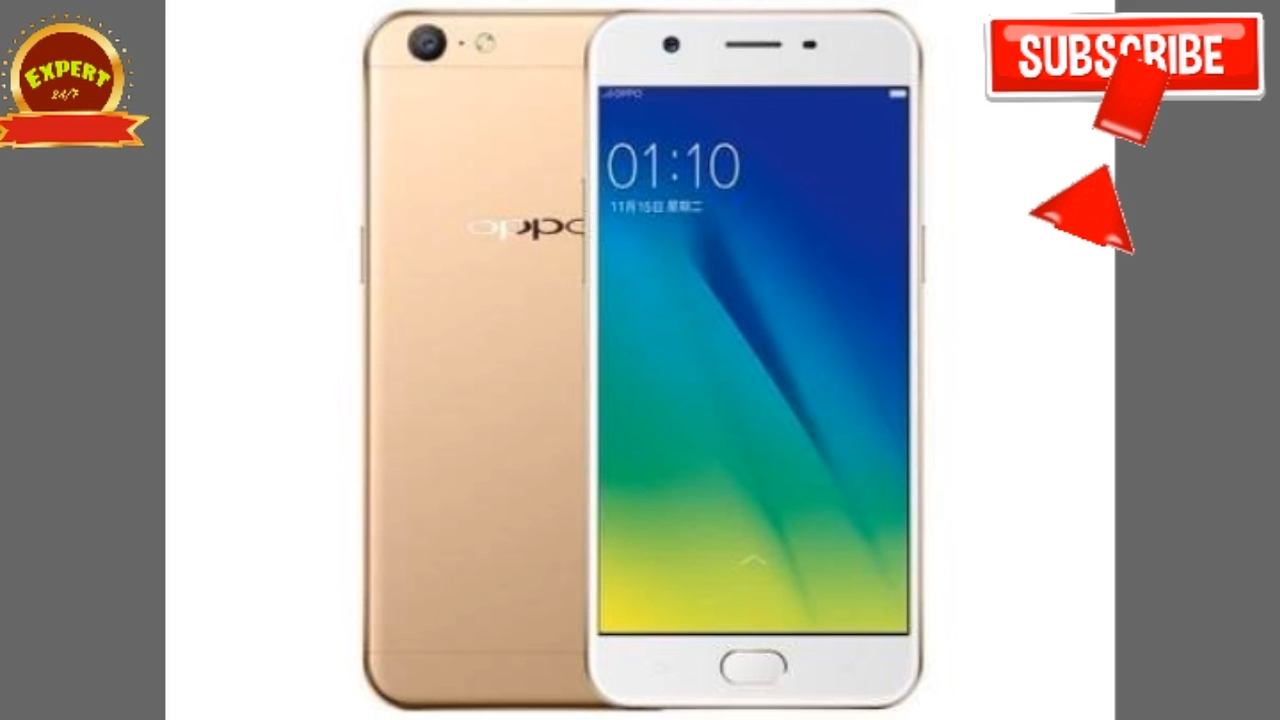 EXPERT
24/7
SUBSCRIBE
OPPO
01:10
11月15日 星期二
oppo